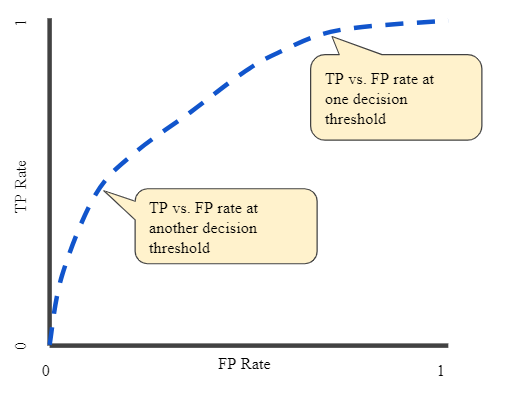 1
TP vs. FP rate at
one decision
threshold
TP Rate
TP vs. FP rate at
another decision
threshold
0
FP Rate
0
1